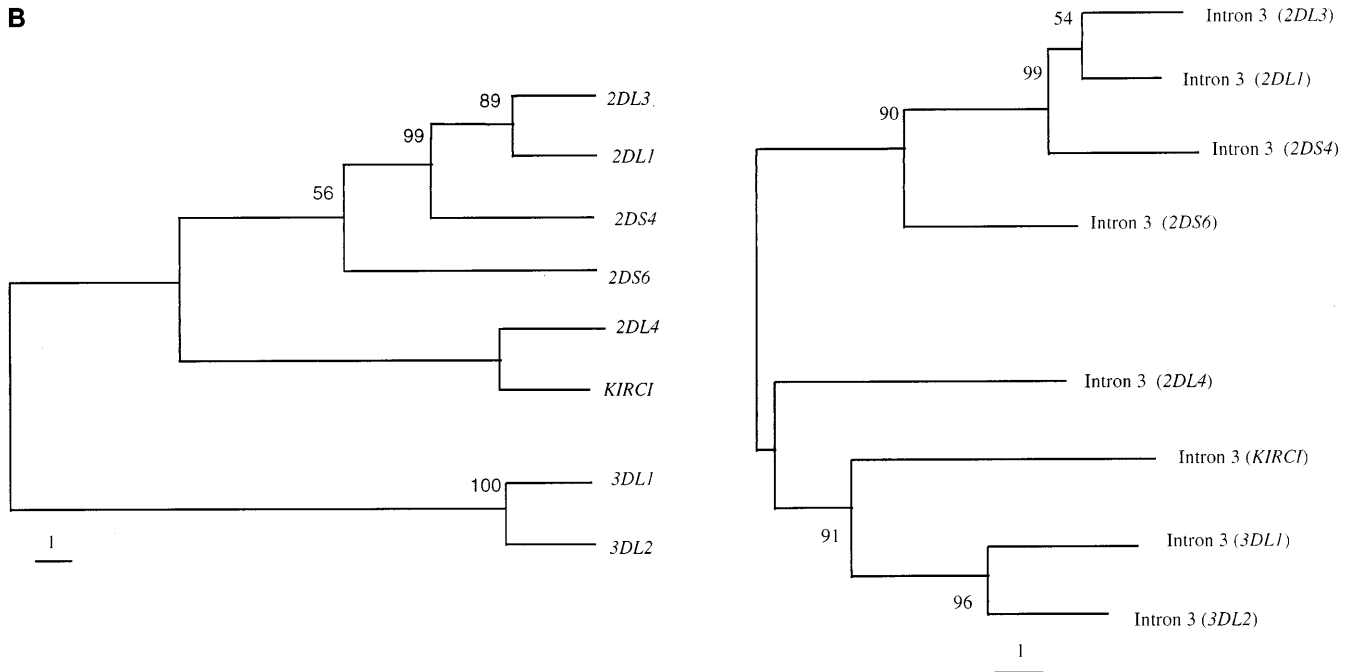 B
89
2DL3
99
2DL1
56
2DS4
2DS6
2DL4
KIRCI
100
3DL1
3DL2
1
54
Intron 3 (2DL3)
99
Intron 3 (2DL1)
90
Intron 3 (2DS4)
Intron 3 (2DS6)
Intron 3 (2DL4)
Intron 3 (KIRCI)
91
Intron 3 (3DL1)
96
Intron 3 (3DL2)
1